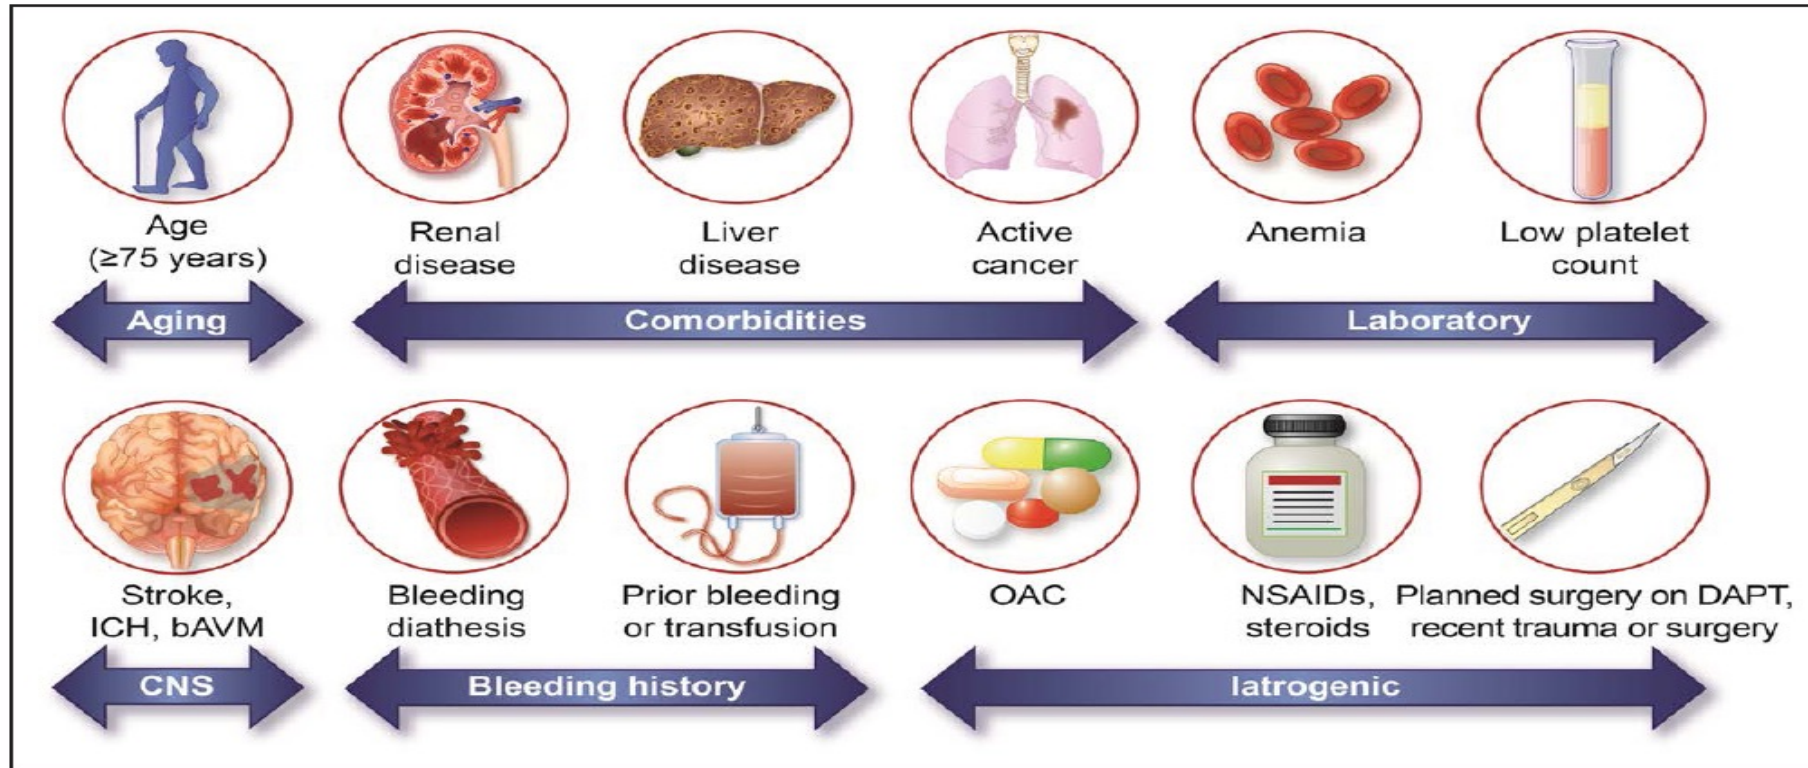 Age
(≥75 years)
Renal
disease
Liver
disease
Active
cancer
Anemia
Low platelet
count
Aging
Comorbidities
Laboratory
Stroke,
ICH, bAVM
Bleeding
diathesis
Prior bleeding
or transfusion
OAC
NSAIDs,
steroids
Planned surgery on DAPT,
recent trauma or surgery
CNS
Bleeding history
Iatrogenic